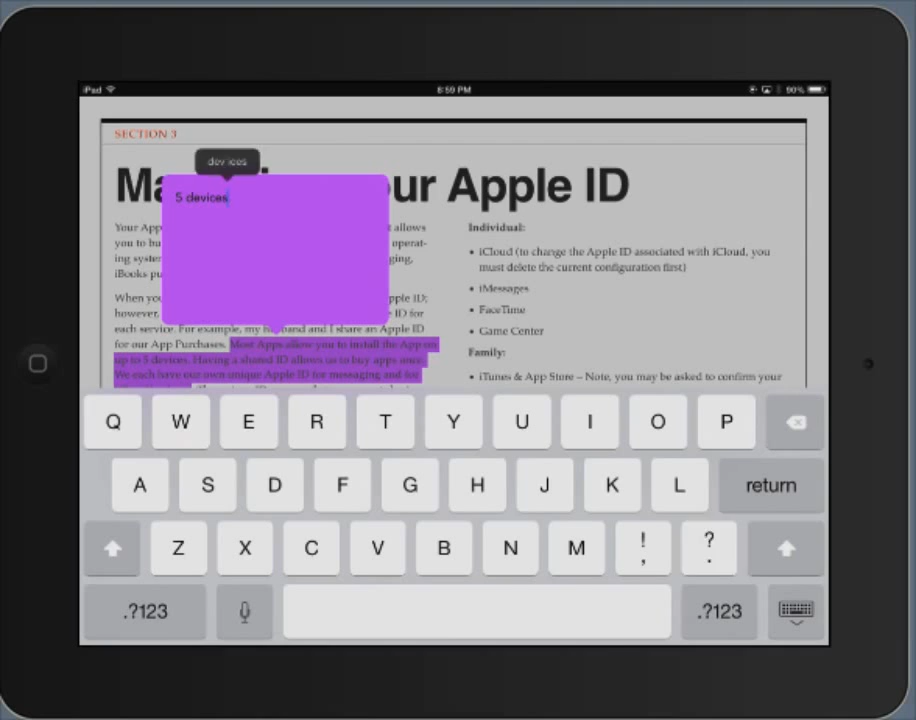 iPad
8:59 PM
90%
SECTION 3
Ma
our Apple ID
devices
5 devices
Your App
t allows
you to bu
operat-
ing syste
ging,
iBooks pu
When you
pple ID;
however,
e ID for
each service. For example, my husband and I share an Apple ID
for our App Purchases. Most Apps allow you to install the App on
up to 5 devices. Having a shared ID allows us to buy apps once.
We each have our own unique Apple ID for messaging and for
Individual:
• iCloud (to change the Apple ID associated with iCloud, you
must delete the current configuration first)
• iMessages
• FaceTime
• Game Center
Family:
• iTunes & App Store – Note, you may be asked to confirm your
Q W E R T Y U I O P
A S D F G H J K L return
Z X C V B N M ! , ? .
.?123 .?123